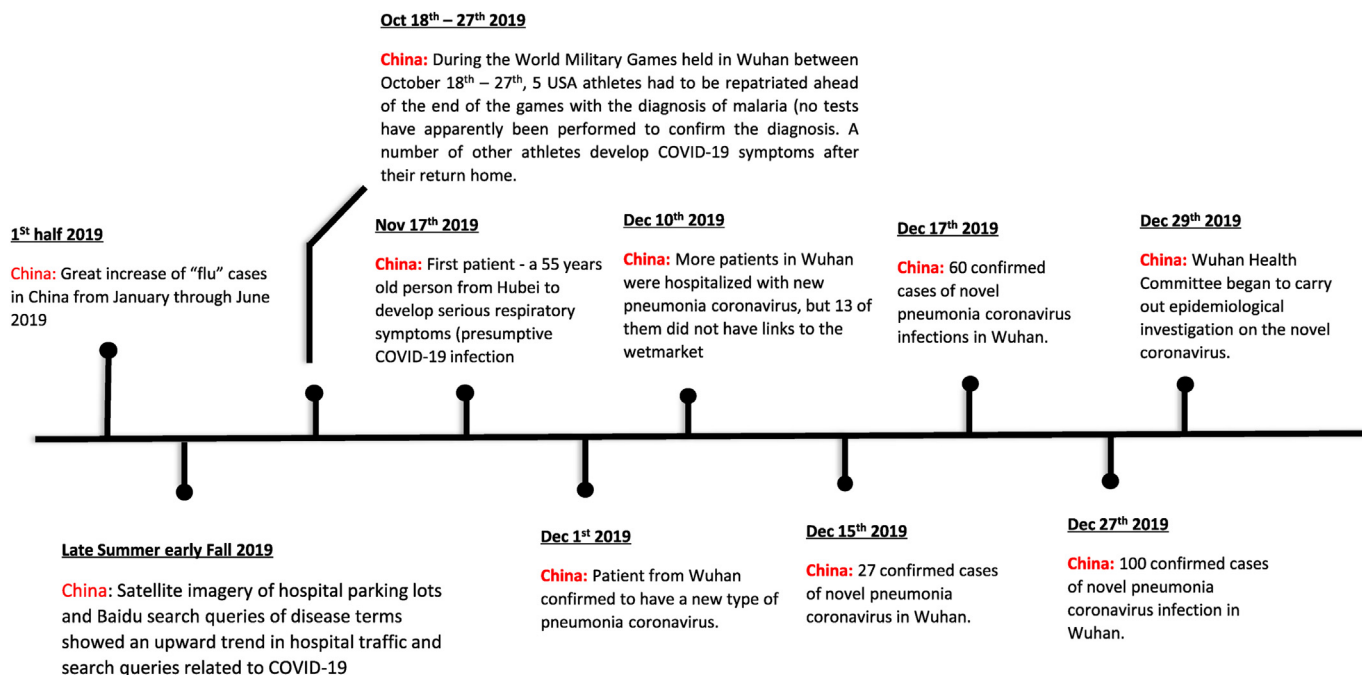 Oct 18th – 27th 2019
China: During the World Military Games held in Wuhan between
October 18th – 27th, 5 USA athletes had to be repatriated ahead
of the end of the games with the diagnosis of malaria (no tests
have apparently been performed to confirm the diagnosis. A
number of other athletes develop COVID-19 symptoms after
their return home.
1St half 2019
China: Great increase of “flu” cases
in China from January through June
2019
Nov 17th 2019
China: First patient - a 55 years
old person from Hubei to
develop serious respiratory
symptoms (presumptive
COVID-19 infection
Dec 10th 2019
China: More patients in Wuhan
were hospitalized with new
pneumonia coronavirus, but 13 of
them did not have links to the
wetmarket
Dec 17th 2019
China: 60 confirmed
cases of novel
pneumonia coronavirus
infections in Wuhan.
Dec 29th 2019
China: Wuhan Health
Committee began to carry
out epidemiological
investigation on the novel
coronavirus.
Late Summer early Fall 2019
China: Satellite imagery of hospital parking lots
and Baidu search queries of disease terms
showed an upward trend in hospital traffic and
search queries related to COVID-19
Dec 1st 2019
China: Patient from Wuhan
confirmed to have a new type of
pneumonia coronavirus.
Dec 15th 2019
China: 27 confirmed cases
of novel pneumonia
coronavirus in Wuhan.
Dec 27th 2019
China: 100 confirmed cases
of novel pneumonia
coronavirus infection in
Wuhan.